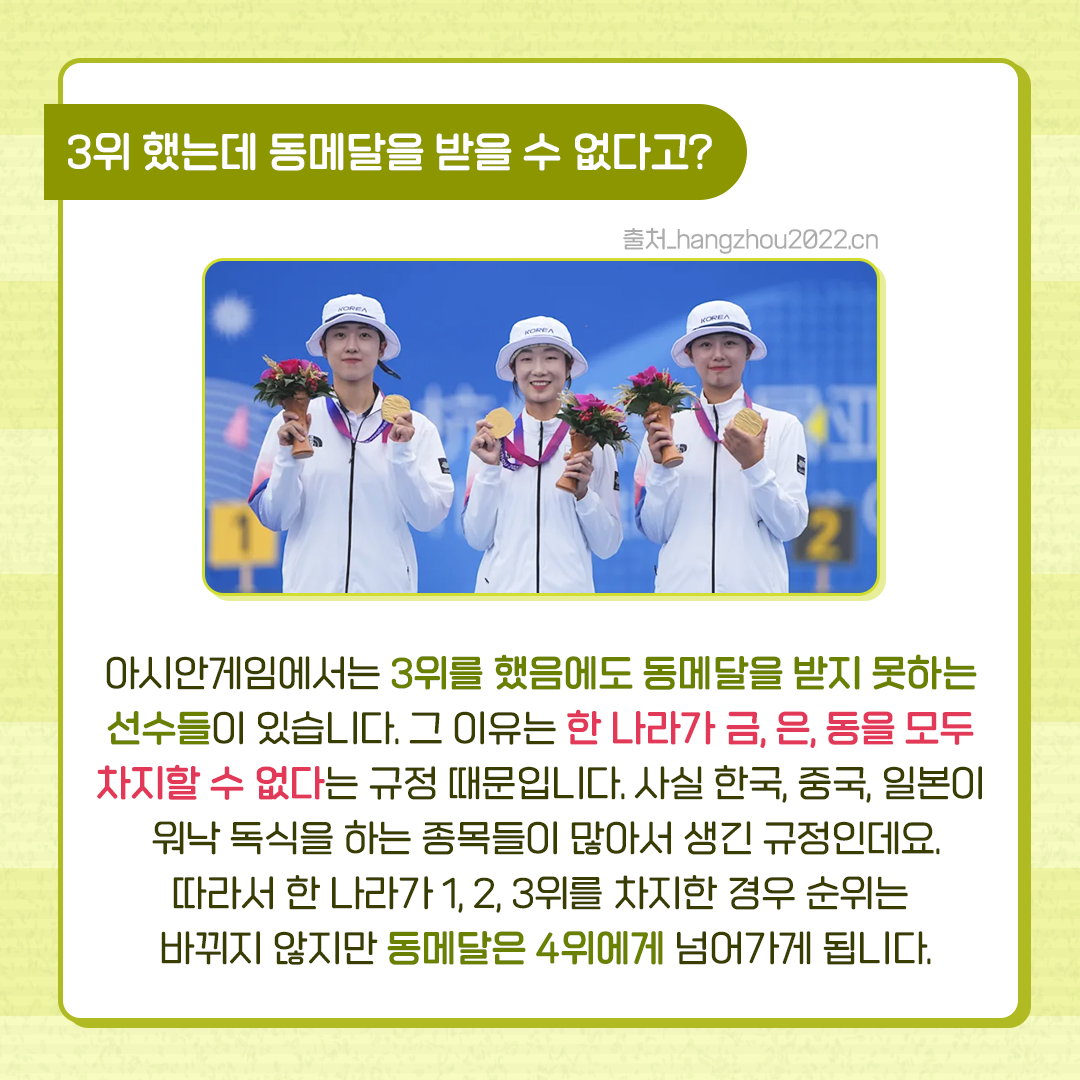 3위 했는데 동메달을 받을 수 없다고?
출처_hangzhou2022.cn
KOREA
KOREA
KOREA
1
2
아시안게임에서는 3위를 했음에도 동메달을 받지 못하는
선수들이 있습니다. 그 이유는 한 나라가 금, 은, 동을 모두
차지할 수 없다는 규정 때문입니다. 사실 한국, 중국, 일본이
워낙 독식을 하는 종목들이 많아서 생긴 규정인데요.
따라서 한 나라가 1, 2, 3위를 차지한 경우 순위는
바뀌지 않지만 동메달은 4위에게 넘어가게 됩니다.